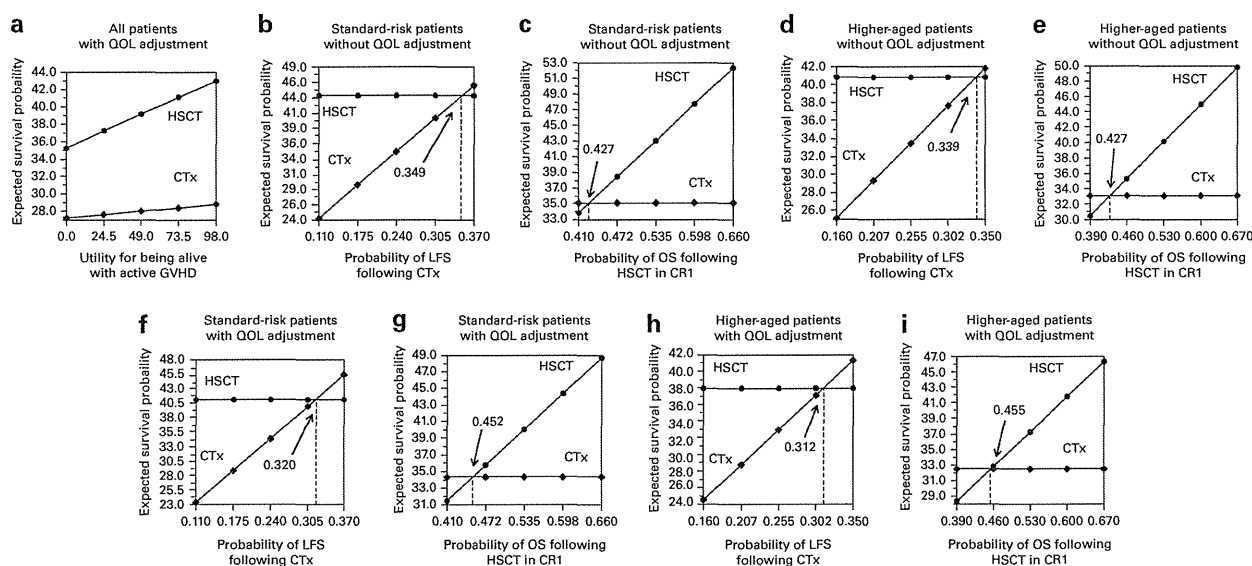 a
All patients
with QOL adjustment
Expected survival probaility
44.0
42.0
40.0
38.0
36.0
34.0
32.0
30.0
28.0
HSCT
CTx
0.0 24.5 49.0 73.5 98.0
Utility for being alive
with active GVHD
b
Standard-risk patients
without QOL adjustment
Expected survival probaility
49.0
44.0
44.0
39.0
34.0
34.0
29.0
29.0
24.0
HSCT
CTx
0.349
0.110 0.175 0.240 0.305 0.370
Probability of LFS
following CTx
c
Standard-risk patients
without QOL adjustment
Expected survival probaility
53.0
51.0
49.0
47.0
45.0
43.0
41.0
39.0
37.0
35.0
33.0
HSCT
0.427
CTx
0.410 0.472 0.535 0.598 0.660
Probability of OS following
HSCT in CR1
d
Higher-aged patients
without QOL adjustment
Expected survival probaility
42.0
40.0
38.0
36.0
34.0
32.0
30.0
28.0
26.0
HSCT
CTx
0.339
0.160 0.207 0.255 0.302 0.350
Probability of LFS
following CTx
e
Higher-aged patients
without QOL adjustment
Expected survival probaility
50.0
48.0
46.0
44.0
42.0
40.0
38.0
36.0
34.0
32.0
30.0
HSCT
0.427
CTx
0.390 0.460 0.530 0.600 0.670
Probability of OS following
HSCT in CR1
f
Standard-risk patients
with QOL adjustment
Expected survival probaility
48.0
45.5
43.0
40.5
38.0
35.5
33.0
30.5
28.0
25.5
23.0
HSCT
CTx
0.320
0.110 0.175 0.240 0.305 0.370
Probability of LFS
following CTx
g
Standard-risk patients
with QOL adjustment
Expected survival probaility
49.0
47.0
45.0
43.0
41.0
39.0
37.0
35.0
33.0
31.0
HSCT
0.452
CTx
0.410 0.472 0.535 0.598 0.660
Probability of OS following
HSCT in CR1
h
Higher-aged patients
with QOL adjustment
Expected survival probaility
42.0
40.0
38.0
36.0
34.0
32.0
30.0
28.0
26.0
24.0
HSCT
CTx
0.312
0.160 0.207 0.255 0.302 0.350
Probability of LFS
following CTx
i
Higher-aged patients
with QOL adjustment
Expected survival probaility
47.0
45.0
43.0
41.0
39.0
37.0
35.0
33.0
31.0
29.0
HSCT
0.455
CTx
0.390 0.460 0.530 0.600 0.670
Probability of OS following
HSCT in CR1